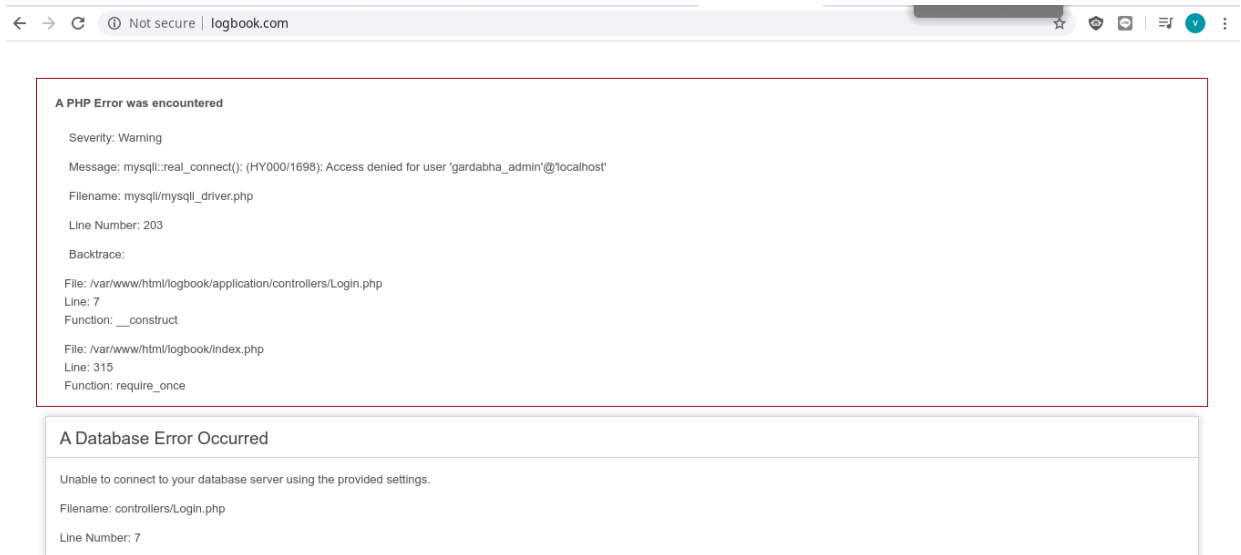 Not secure | logbook.com
V
A PHP Error was encountered
Severity: Warning
Message: mysqli::real_connect(): (HY000/1698): Access denied for user 'gardabha_admin'@'localhost'
Filename: mysqli/mysqli_driver.php
Line Number: 203
Backtrace:
File: /var/www/html/logbook/application/controllers/Login.php
Line: 7
Function: __construct
File: /var/www/html/logbook/index.php
Line: 315
Function: require_once
A Database Error Occurred
Unable to connect to your database server using the provided settings.
Filename: controllers/Login.php
Line Number: 7